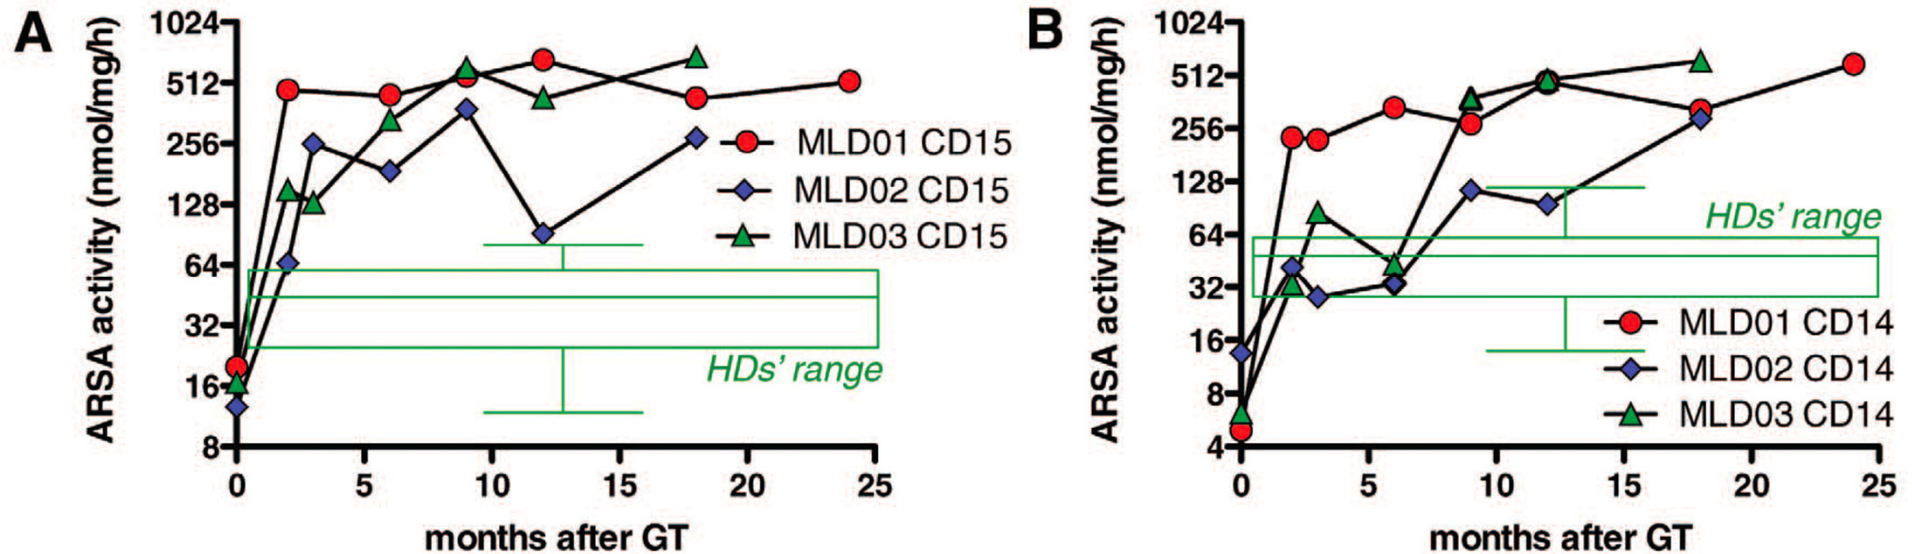 A
ARSA activity (nmol/mg/h)
1024
512
256
128
64
32
16
8
0 5 10 15 20 25
months after GT
MLD01 CD15
MLD02 CD15
MLD03 CD15
HDs’ range
B
ARSA activity (nmol/mg/h)
1024
512
256
128
64
32
16
8
4
0 5 10 15 20 25
months after GT
HDs’ range
MLD01 CD14
MLD02 CD14
MLD03 CD14